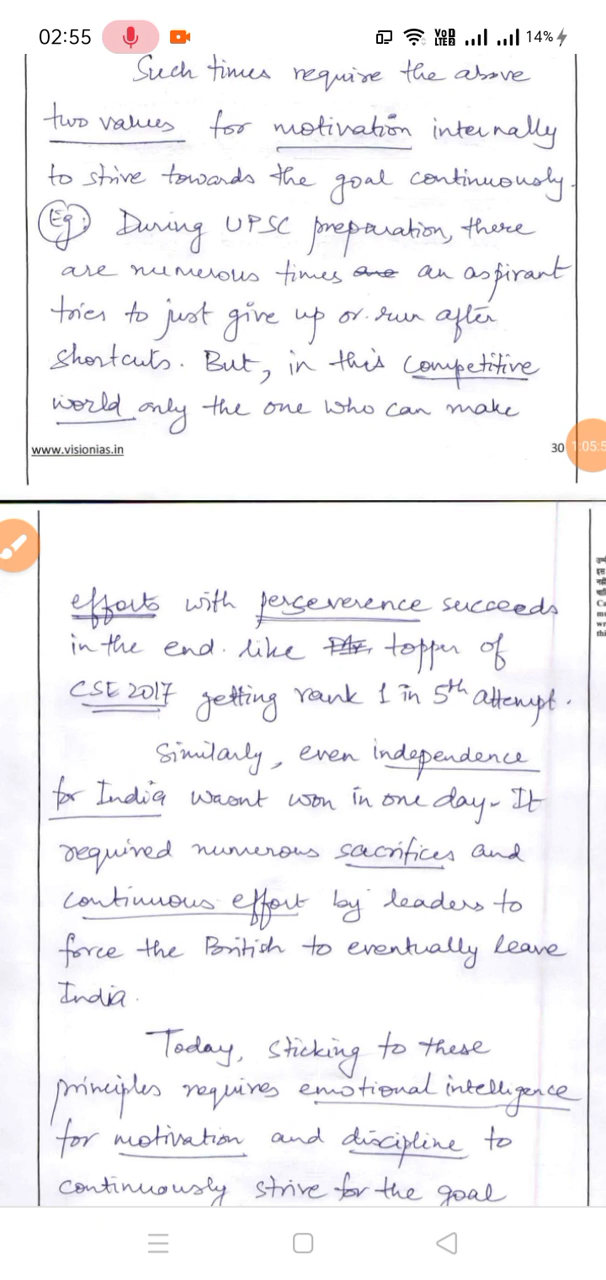 02:55
VoD LTE2
14%
Such times require the above
two values for motivation internally
to strive towards the goal continuously.
Eg: During UPSC preparation, there
are numerous times are an aspirant
tries to just give up or run after
shortcuts. But, in this competitive
world only the one who can make
www.visionias.in
30
1:05:5
efforts with perseverence succeeds
in the end. like topper of
CSE 2017 getting rank 1 in 5th attempt.
Similarly, even independence
for India wasnt won in one day. It
required numerous sacrifices and
continuous effort by leaders to
force the British to eventually leave
India.
Today, sticking to these
principles requires emotional intelligence
for motivation and discipline to
continuously strive for the goal